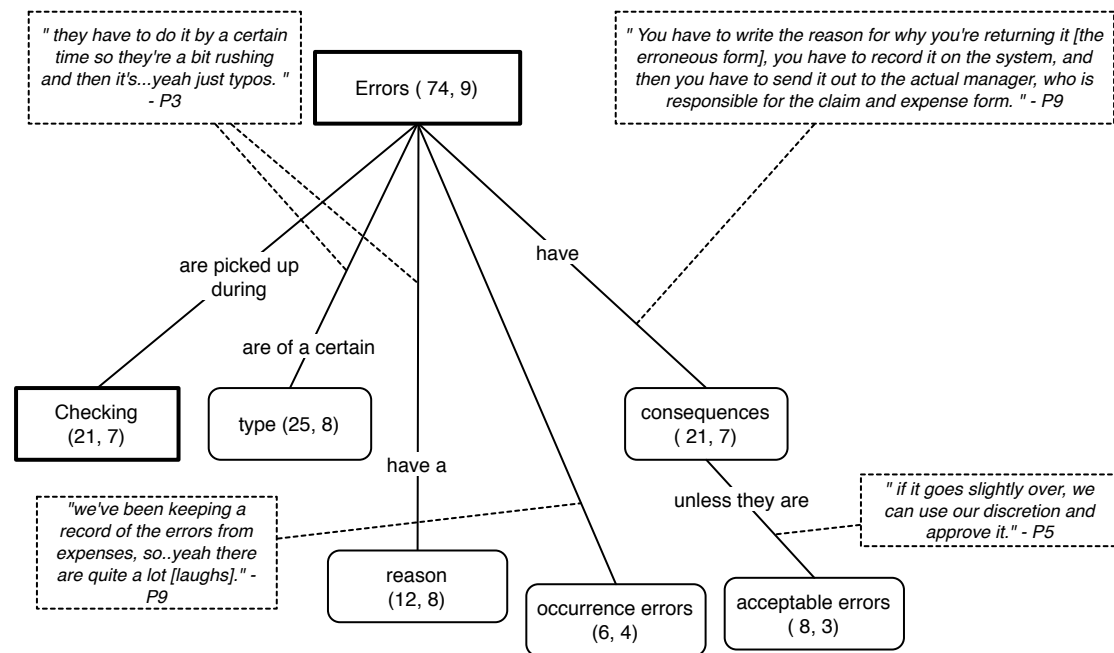 " they have to do it by a certain
time so they're a bit rushing
and then it's...yeah just typos. "
- P3
Errors ( 74, 9)
" You have to write the reason for why you're returning it [the
erroneous form], you have to record it on the system, and
then you have to send it out to the actual manager, who is
responsible for the claim and expense form. " - P9
are picked up
during
have
are of a certain
Checking
(21, 7)
type (25, 8)
consequences
( 21, 7)
have a
unless they are
"we've been keeping a
record of the errors from
expenses, so..yeah there
are quite a lot [laughs]." -
P9
" if it goes slightly over, we
can use our discretion and
approve it." - P5
reason
(12, 8)
occurrence errors
(6, 4)
acceptable errors
( 8, 3)